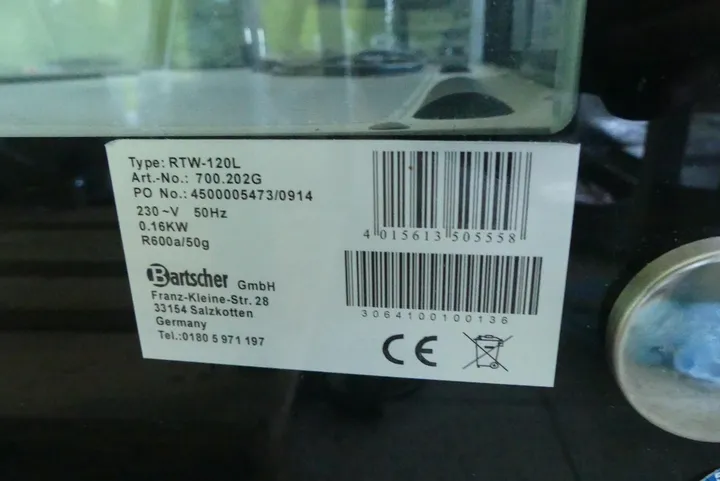 Type: RTW-120L
Art.-No.: 700.202G
PO No.: 4500005473/0914
230~V 50Hz
0.16KW
R600a/50g
Bartscher GmbH
Franz-Kleine-Str. 28
33154 Salzkotten
Germany
Tel.:0180 5 971 197
4 015613 505558
3064100100136
CE